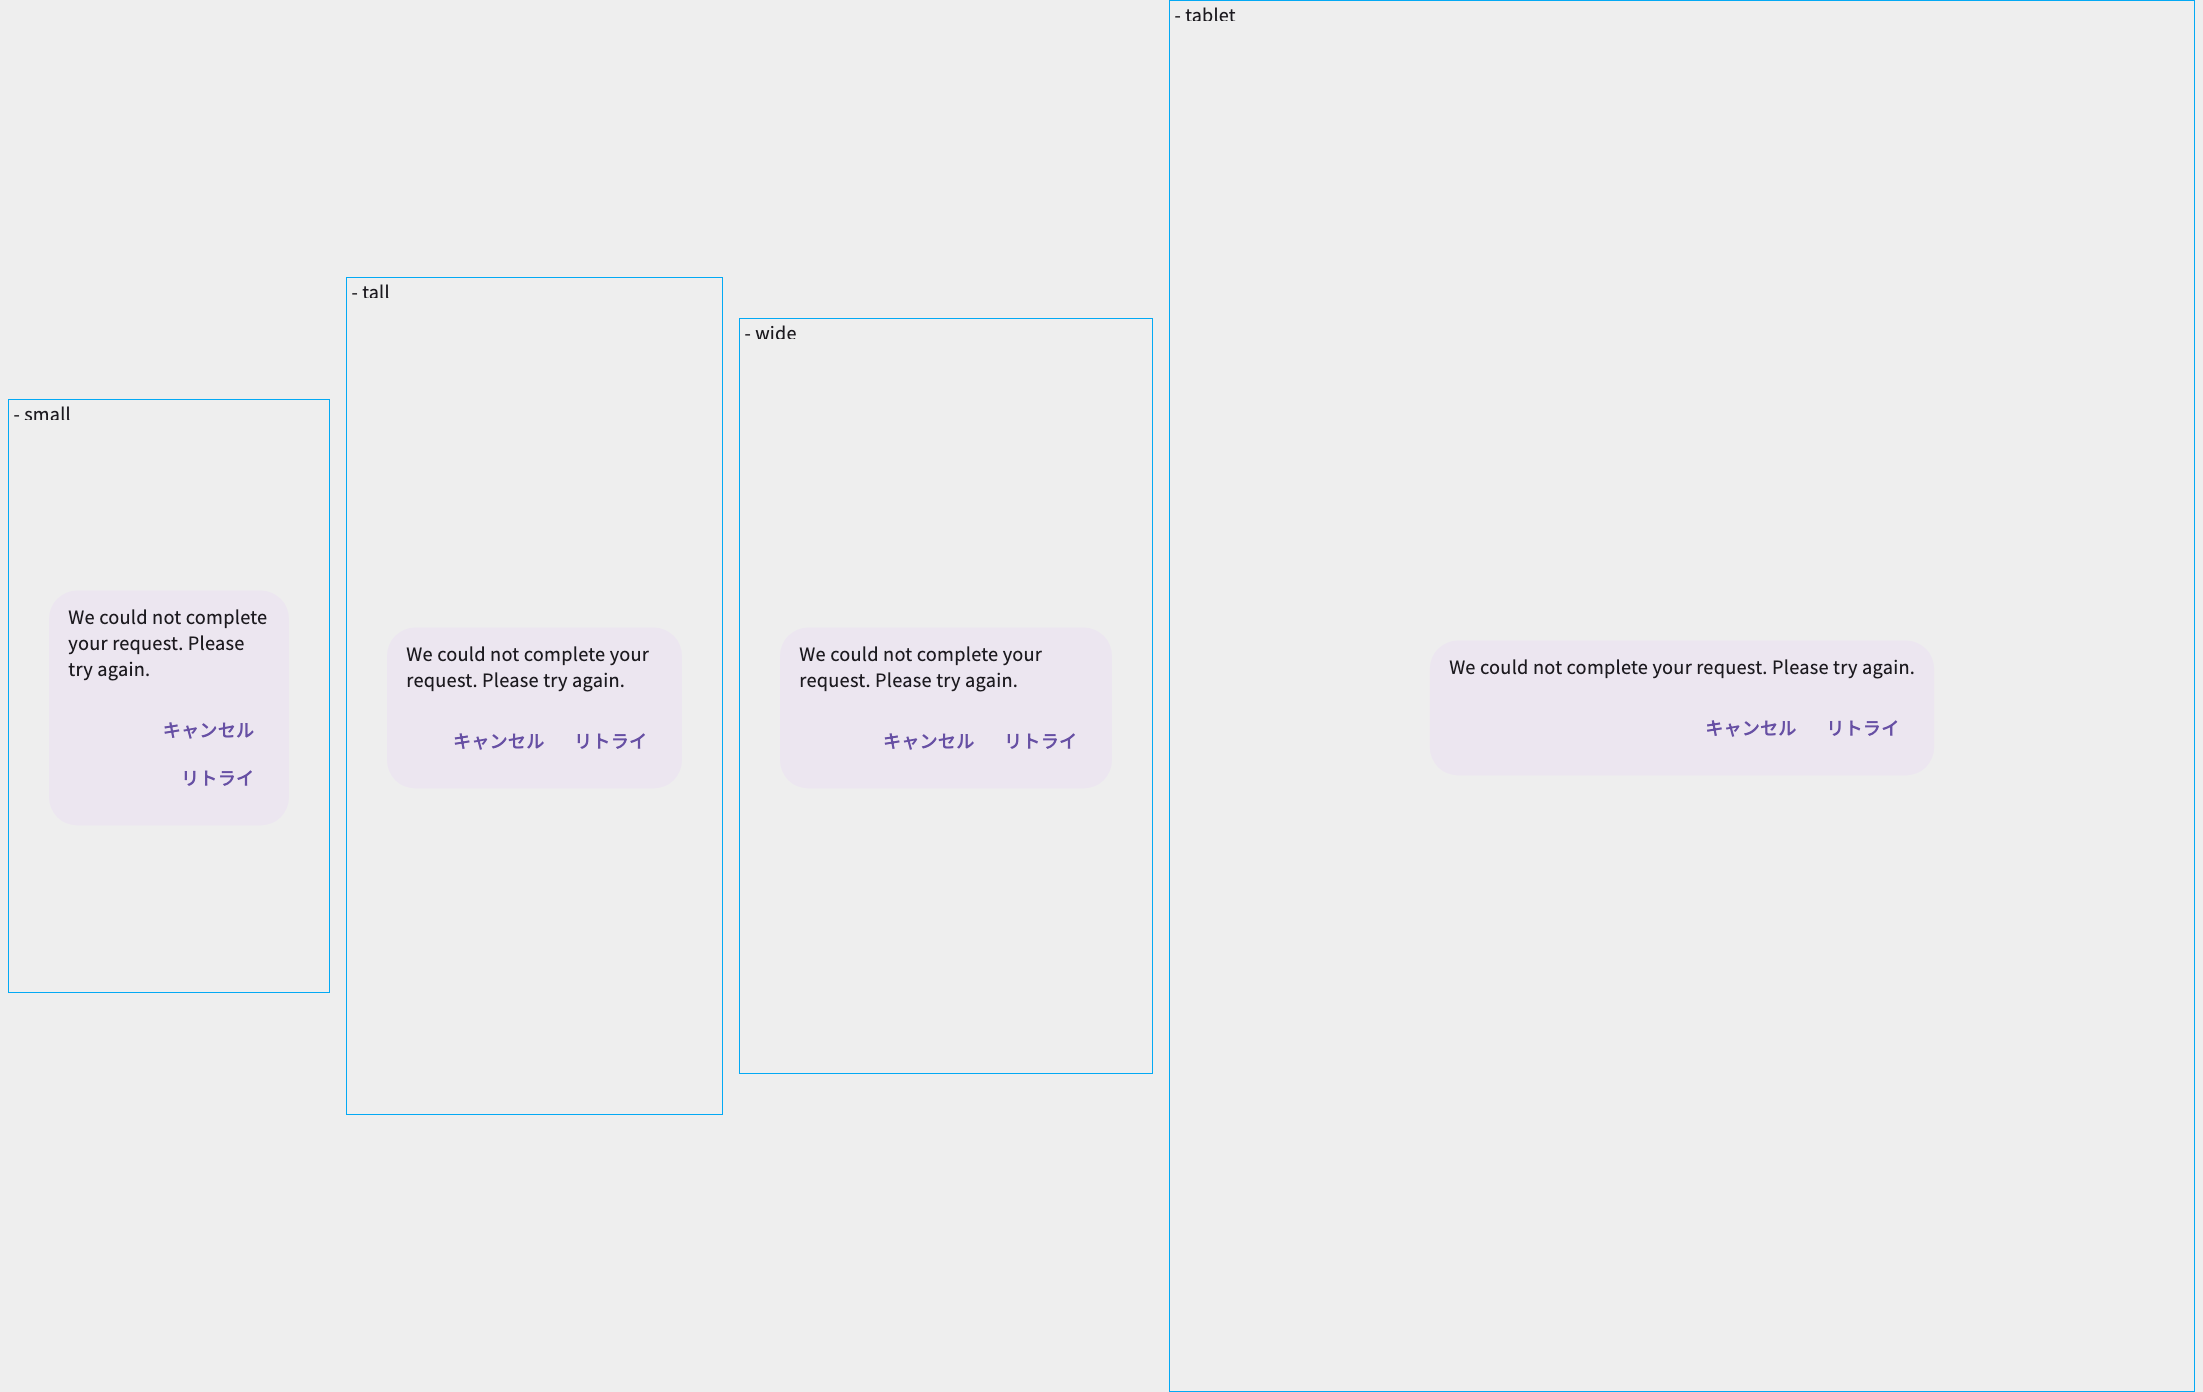 - small
We could not complete
your request. Please
try again.
キャンセル
リトライ
- tall
We could not complete your
request. Please try again.
キャンセル リトライ
- wide
We could not complete your
request. Please try again.
キャンセル リトライ
- tablet
We could not complete your request. Please try again.
キャンセル リトライ